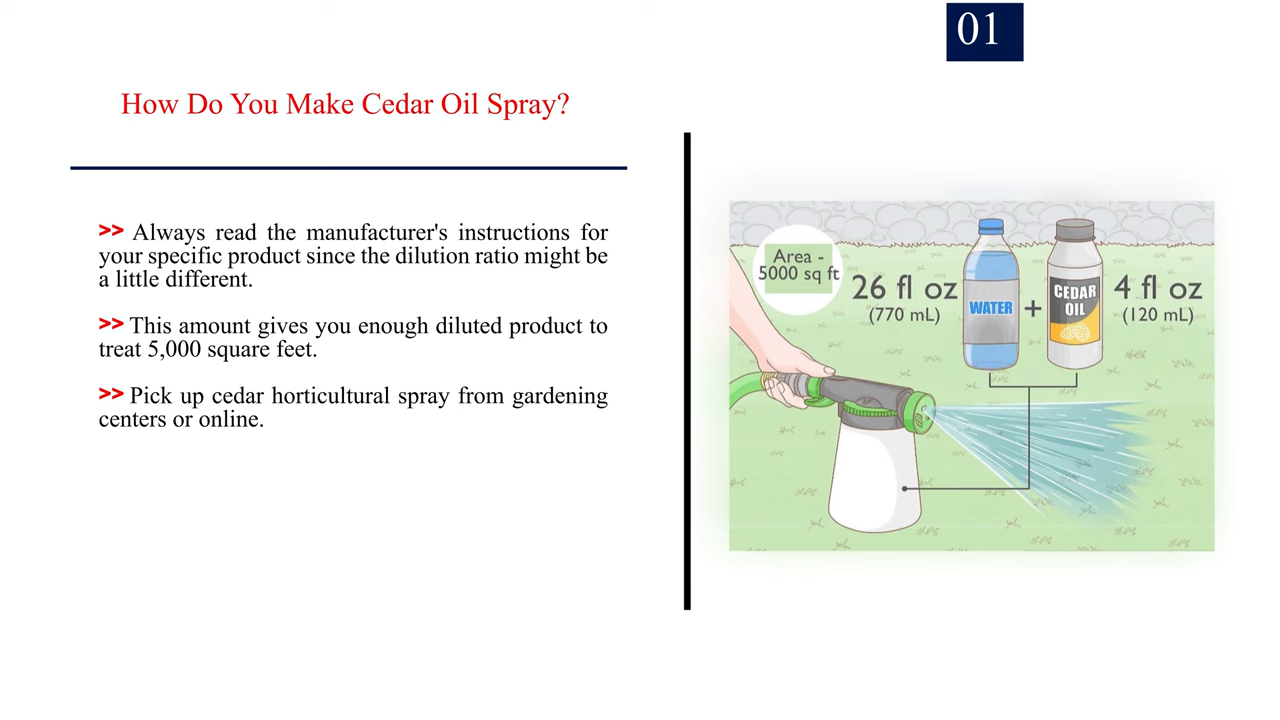 01
How Do You Make Cedar Oil Spray?
>> Always read the manufacturer's instructions for
your specific product since the dilution ratio might be
a little different.
>> This amount gives you enough diluted product to
treat 5,000 square feet.
>> Pick up cedar horticultural spray from gardening
centers or online.
Area -
5000 sq ft
26 fl oz
(770 mL)
WATER
+
CEDAR
OIL
4 fl oz
(120 mL)